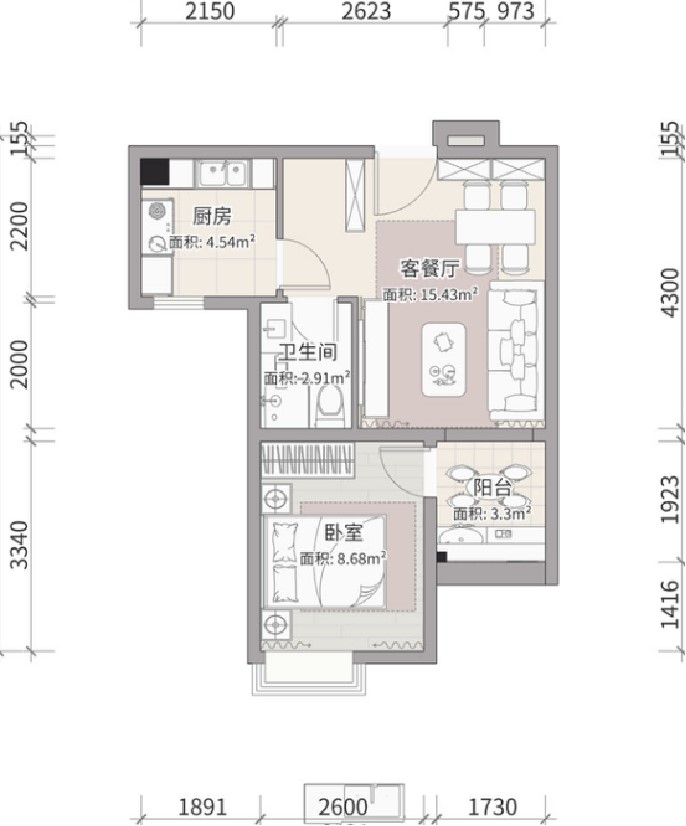 2150 2623 575 973
155
155
2200
厨房
面积: 4.54m²
客餐厅
面积: 15.43m²
4300
2000
卫生间
面积: 2.91m²
3340
阳台
面积: 3.3m²
1923
卧室
面积: 8.68m²
1416
1891 2600 1730